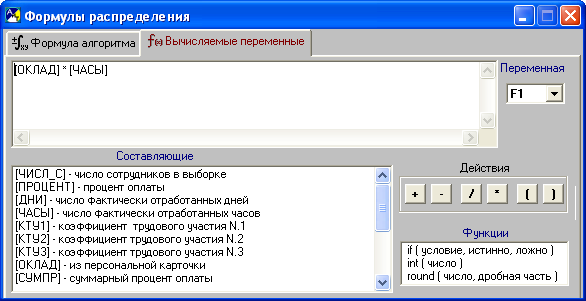 Формулы распределения
Формула алгоритма
Вычисляемые переменные
[ОКЛАД] * [ЧАСЫ]
Переменная
F1
Составляющие
[ЧИСЛ_С] - число сотрудников в выборке
[ПРОЦЕНТ] - процент оплаты
[ДНИ] - число фактически отработанных дней
[ЧАСЫ] - число фактически отработанных часов
[КТУ1] - коэффициент трудового участия N.1
[КТУ2] - коэффициент трудового участия N.2
[КТУ3] - коэффициент трудового участия N.3
[ОКЛАД] - из персональной карточки
[СУМПР] - суммарный процент оплаты
Действия
+ - / * ( )
Функции
if ( условие, истинно, ложно )
int ( число )
round ( число, дробная часть )